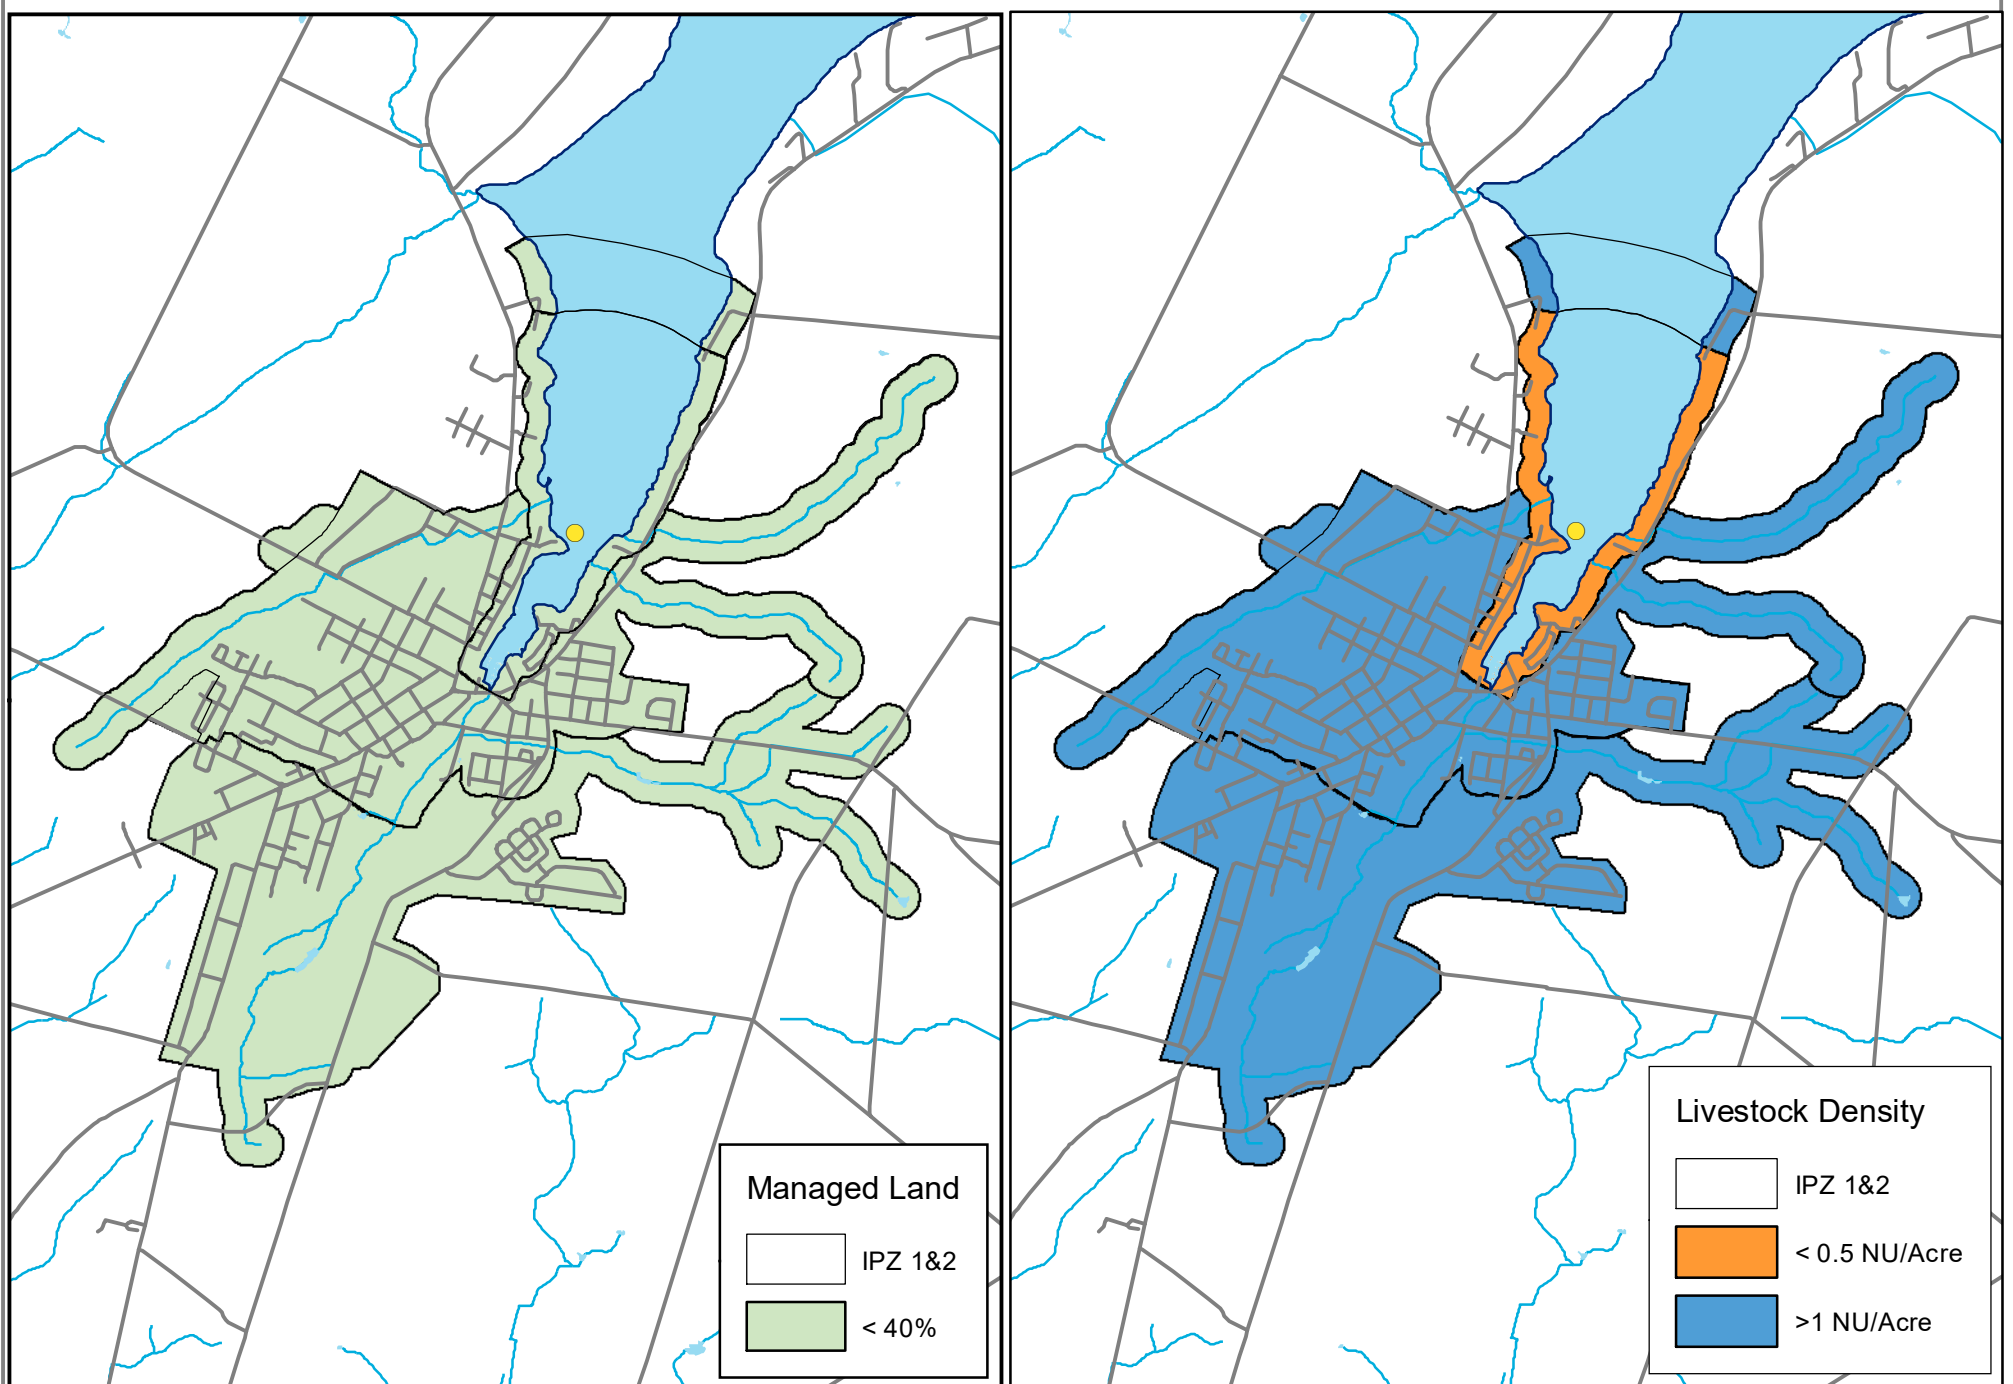 Managed Land
IPZ 1&2
< 40%
Livestock Density
IPZ 1&2
< 0.5 NU/Acre
>1 NU/Acre